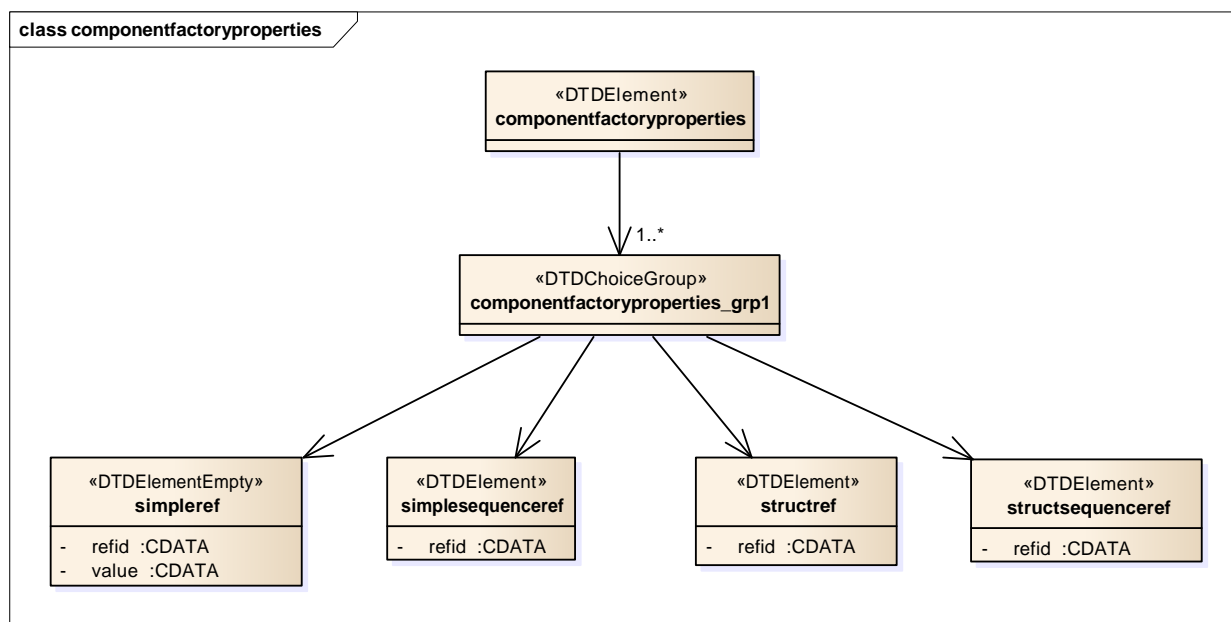 class componentfactoryproperties
«DTDElement»
componentfactoryproperties
1..*
«DTDChoiceGroup»
componentfactoryproperties_grp1
«DTDElementEmpty»
simpleref
- refid :CDATA
- value :CDATA
«DTDElement»
simplesequenceref
- refid :CDATA
«DTDElement»
structref
- refid :CDATA
«DTDElement»
structsequenceref
- refid :CDATA